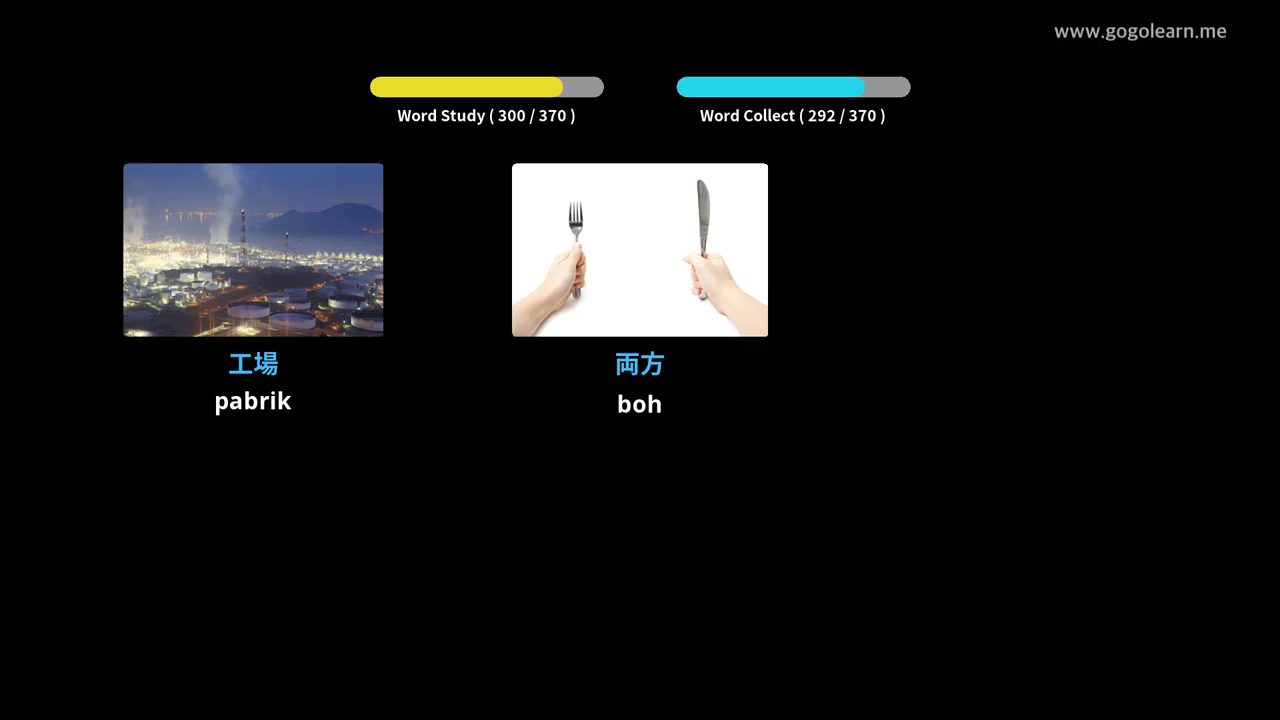 www.gogolearn.me
Word Study ( 300 / 370 )
Word Collect ( 292 / 370 )
工場
pabrik
両方
boh